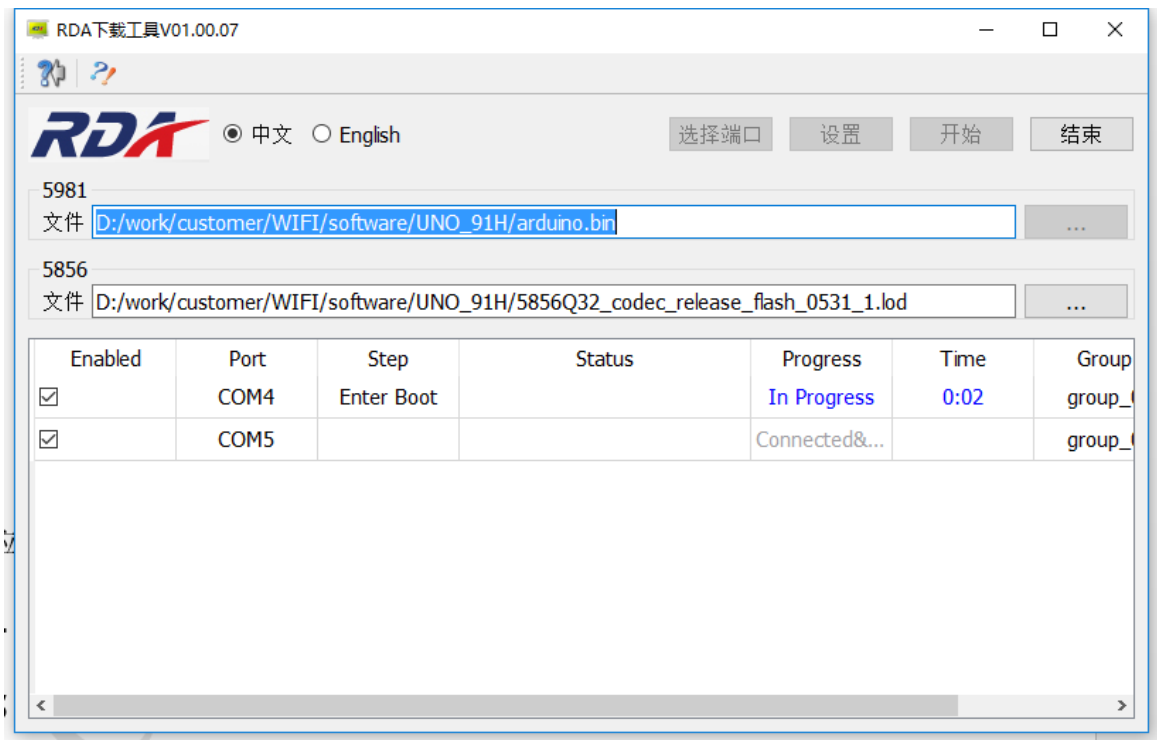 RDA下载工具V01.00.07
RDA 中文 English 选择端口 设置 开始 结束
5981
文件 D:/work/customer/WIFI/software/UNO_91H/arduino.bin ...
5856
文件 D:/work/customer/WIFI/software/UNO_91H/5856Q32_codec_release_flash_0531_1.lod ...
Enabled Port Step Status Progress Time Group
COM4 Enter Boot In Progress 0:02 group_
COM5 Connected&... group_